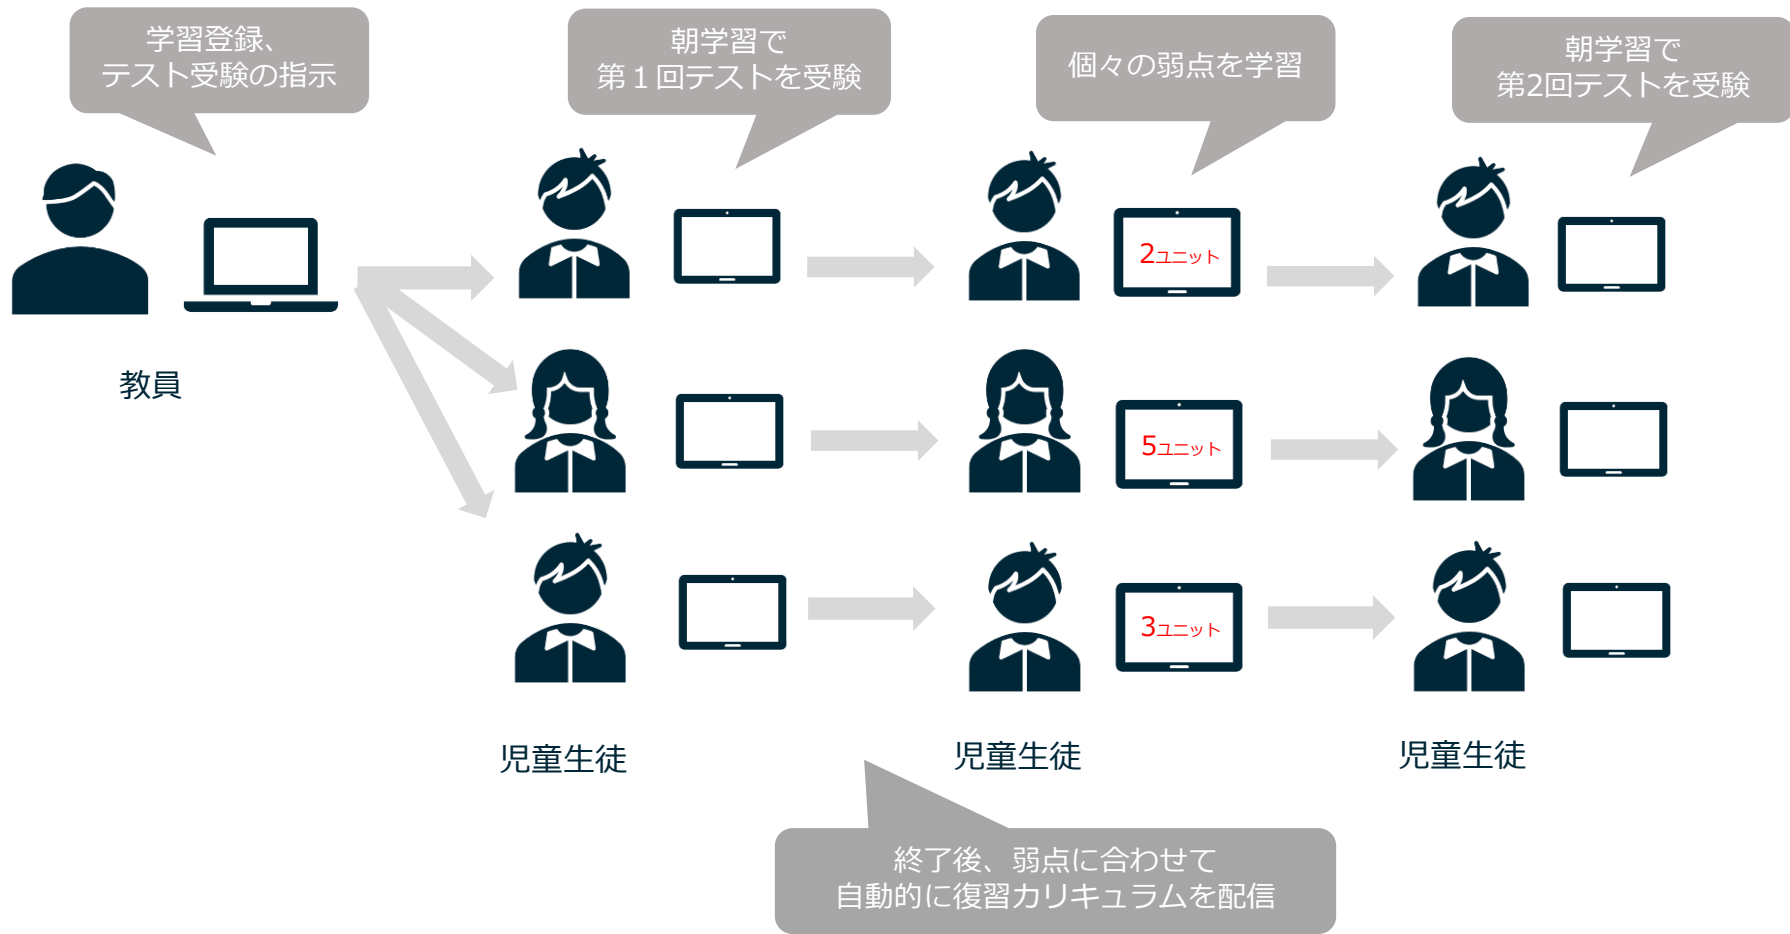 学習登録、
テスト受験の指示
朝学習で
第１回テストを受験
個々の弱点を学習
朝学習で
第2回テストを受験
2ユニット
5ユニット
3ユニット
教員
児童生徒
児童生徒
児童生徒
終了後、弱点に合わせて
自動的に復習カリキュラムを配信